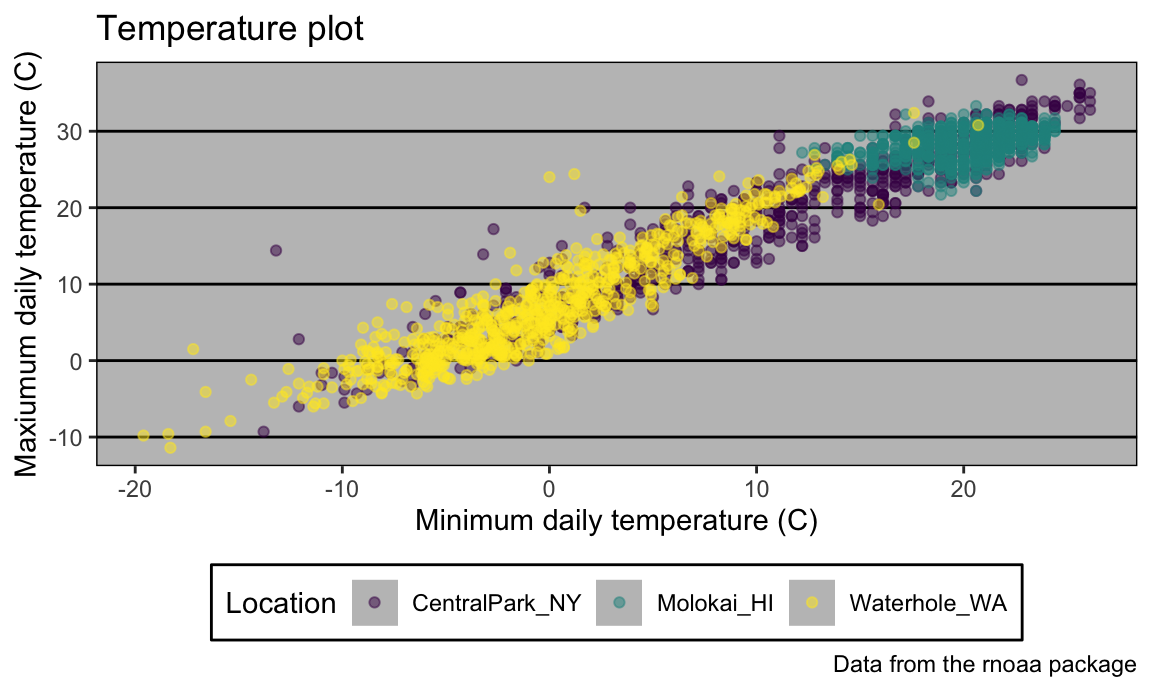 Temperature plot
Maxiumum daily temperature (C)
30
20
10
0
-10
-20 -10 0 10 20
Minimum daily temperature (C)
Location CentralPark_NY Molokai_HI Waterhole_WA
Data from the rnoaa package